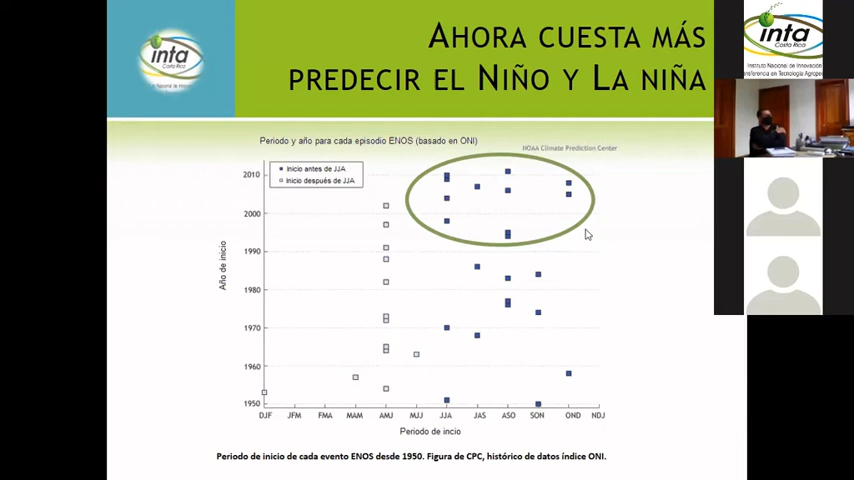 inta
Costa Rica
AHORA CUESTA MÁS
PREDECIR EL NIÑO Y LA NIÑA
Periodo y año para cada episodio ENOS (basado en ONI)
NOAA Climate Prediction Center
Inicio antes de JJA
Inicio después de JJA
2010
2000
1990
1980
1970
1960
1950
Año de inicio
DJF JFM FMA MAM AMJ MJJ JJA JAS ASO SON OND NDJ
Periodo de incio
Periodo de inicio de cada evento ENOS desde 1950. Figura de CPC, histórico de datos índice ONI.
inta
Costa Rica
Instituto Nacional de Innovación
Transferencia en Tecnología Agrope